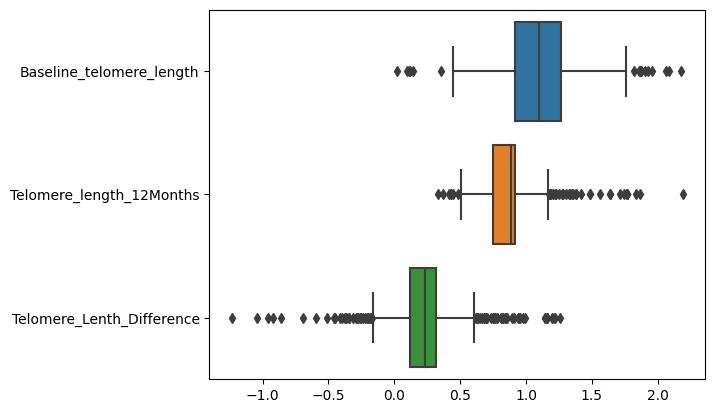 Baseline_telomere_length
Telomere_length_12Months
Telomere_Lenth_Difference
−1.0 −0.5 0.0 0.5 1.0 1.5 2.0